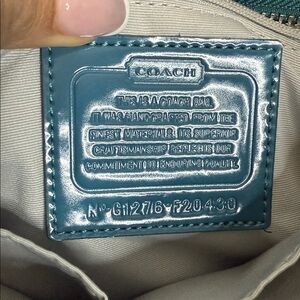 COACH
THIS IS A COACH BAG.
IT WAS HANDCRAFTED FROM THE
FINEST MATERIALS. ITS SUPERIOR
CRAFTSMANSHIP REFLECTS OUR
COMMITMENT TO ENDURING QUALITY.
Nº G1276-F20430